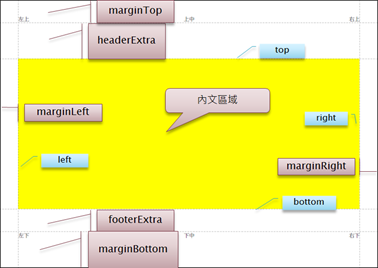 marginTop
左上
上中
右上
headerExtra
top
內文區域
marginLeft
right
left
marginRight
bottom
footerExtra
左下
下中
右下
marginBottom